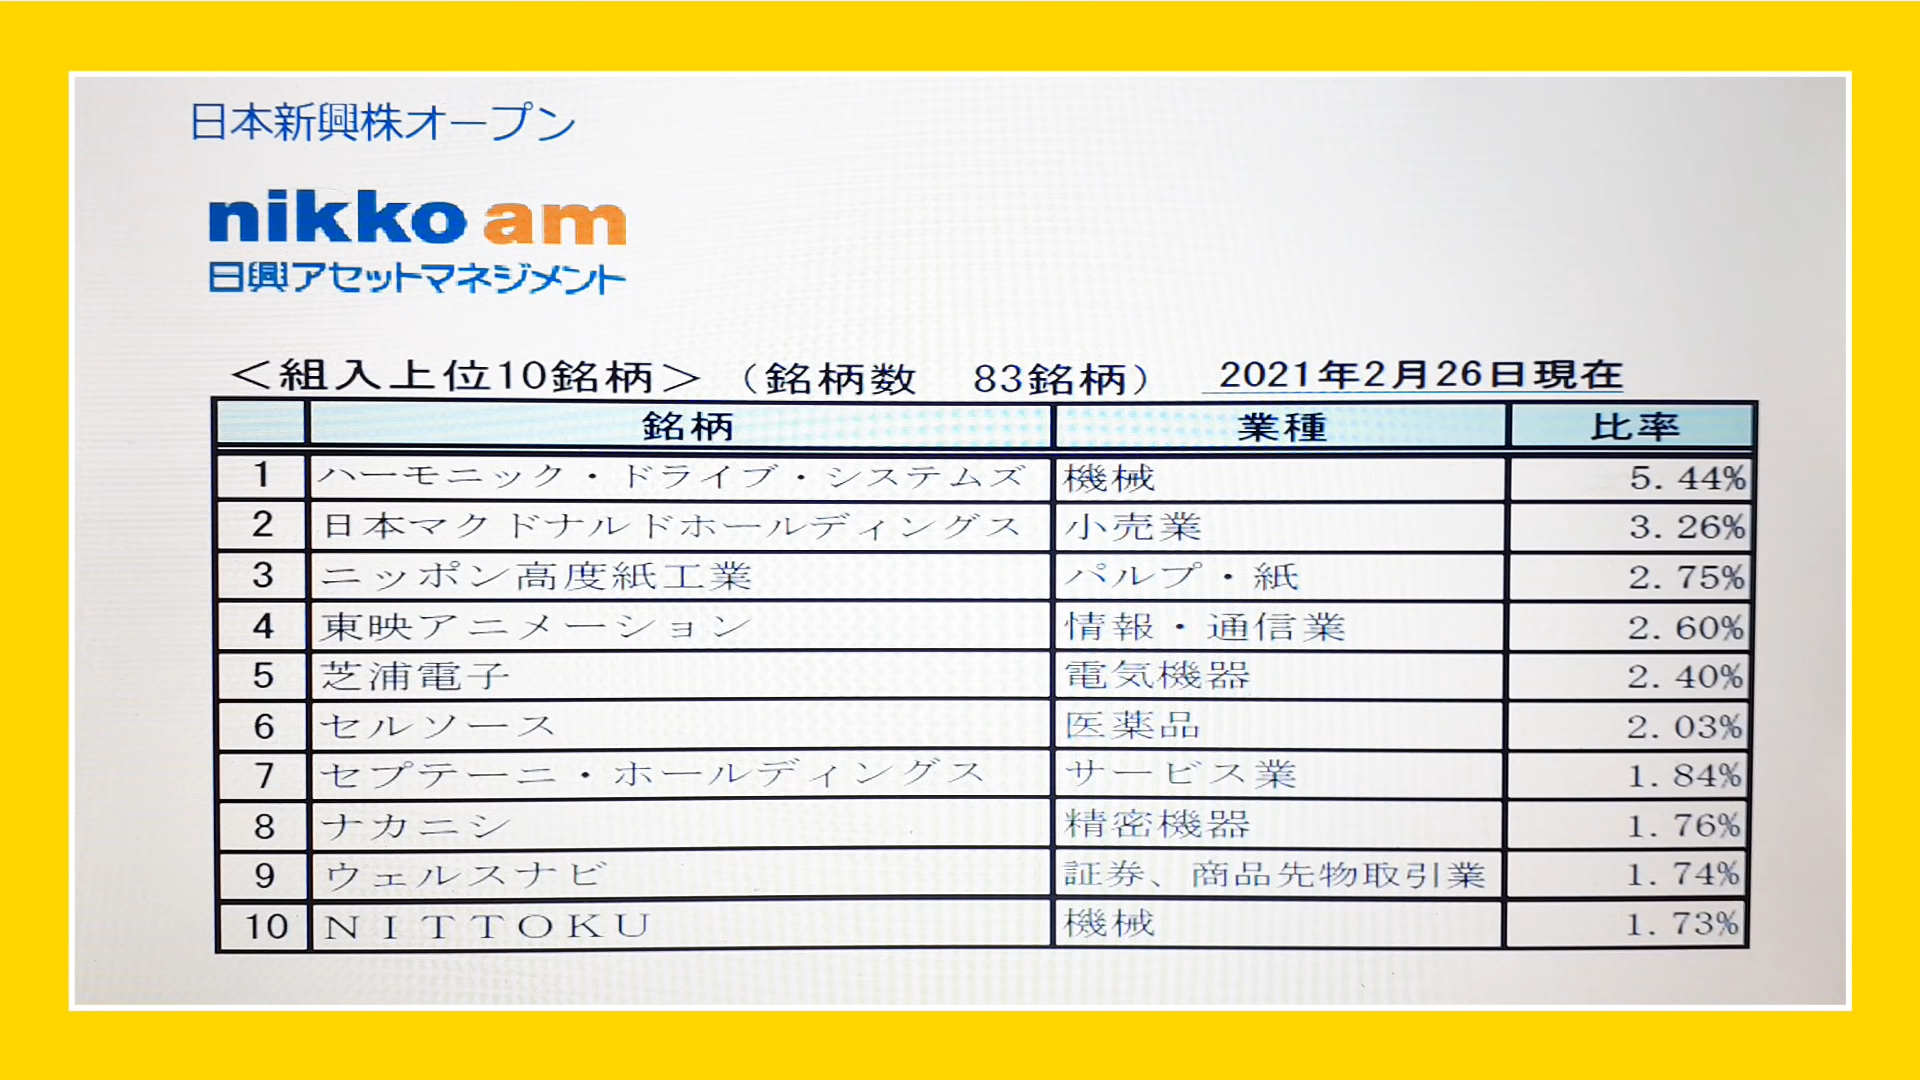 日本新興株オープン
nikko am
日興アセットマネジメント
＜組入上位10銘柄＞ （銘柄数 83銘柄） 2021年2月26日現在
銘柄 業種 比率
1 ハーモニック・ドライブ・システムズ 機械 5.44%
2 日本マクドナルドホールディングス 小売業 3.26%
3 ニッポン高度紙工業 パルプ・紙 2.75%
4 東映アニメーション 情報・通信業 2.60%
5 芝浦電子 電気機器 2.40%
6 セルソース 医薬品 2.03%
7 セプテーニ・ホールディングス サービス業 1.84%
8 ナカニシ 精密機器 1.76%
9 ウェルスナビ 証券、商品先物取引業 1.74%
10 ＮＩＴＴＯＫＵ 機械 1.73%